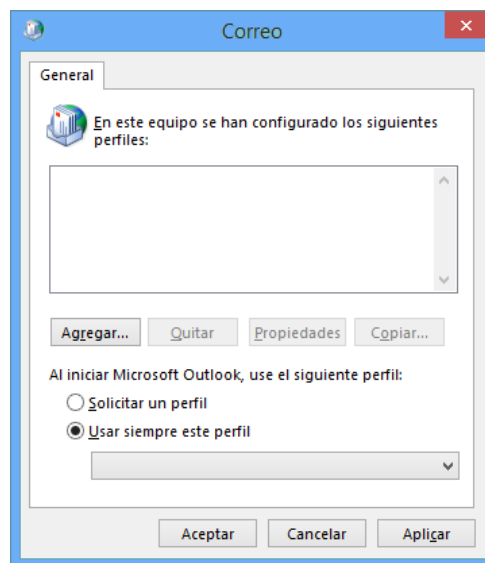 Correo
General
En este equipo se han configurado los siguientes
perfiles:
Agregar... Quitar Propiedades Copiar...
Al iniciar Microsoft Outlook, use el siguiente perfil:
Solicitar un perfil
Usar siempre este perfil
Aceptar Cancelar Aplicar